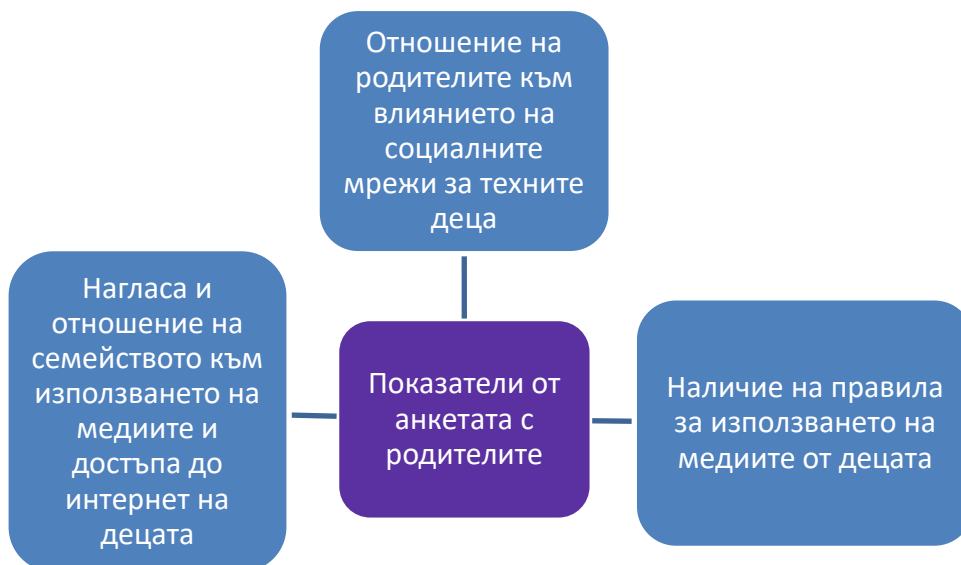 Отношение на
родителите към
влиянието на
социалните
мрежи за техните
деца
Нагласа и
отношение на
семейството към
използването на
медиите и
достъпа до
интернет на
децата
Показатели от
анкетата с
родителите
Наличие на правила
за използването на
медиите от децата